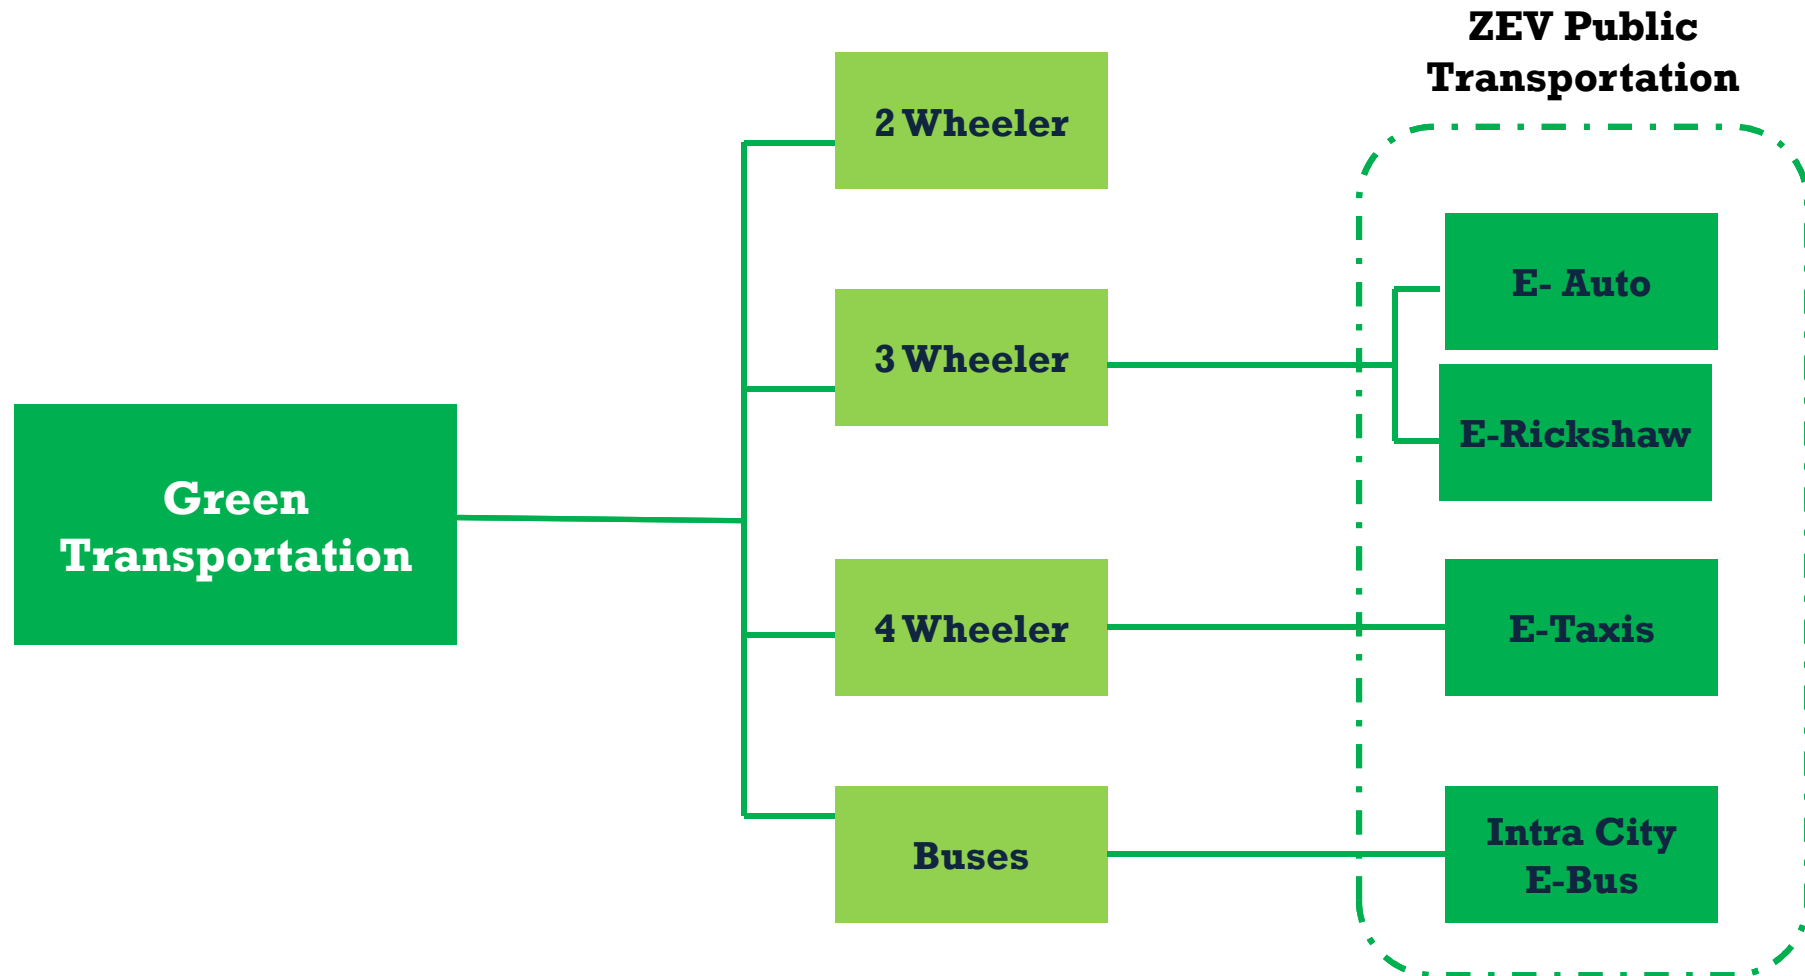 ZEV Public
Transportation
2 Wheeler
E- Auto
3 Wheeler
E-Rickshaw
Green
Transportation
4 Wheeler
E-Taxis
Buses
Intra City
E-Bus